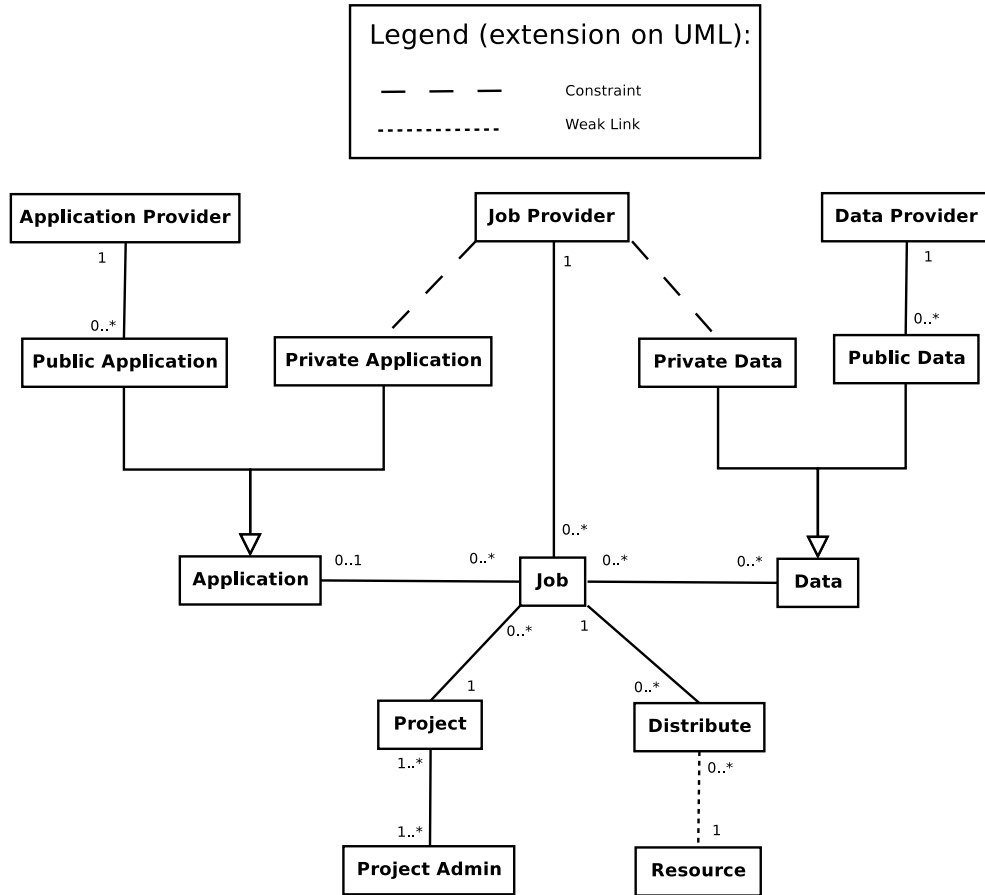 Legend (extension on UML):
Constraint
Weak Link
Application Provider
Job Provider
Data Provider
1
1
1
0..*
0..*
Public Application
Private Application
Private Data
Public Data
0..*
0..1
0..*
0..*
0..*
Application
Job
Data
0..*
1
1
0..*
Project
Distribute
1..*
0..*
1..*
1
Project Admin
Resource